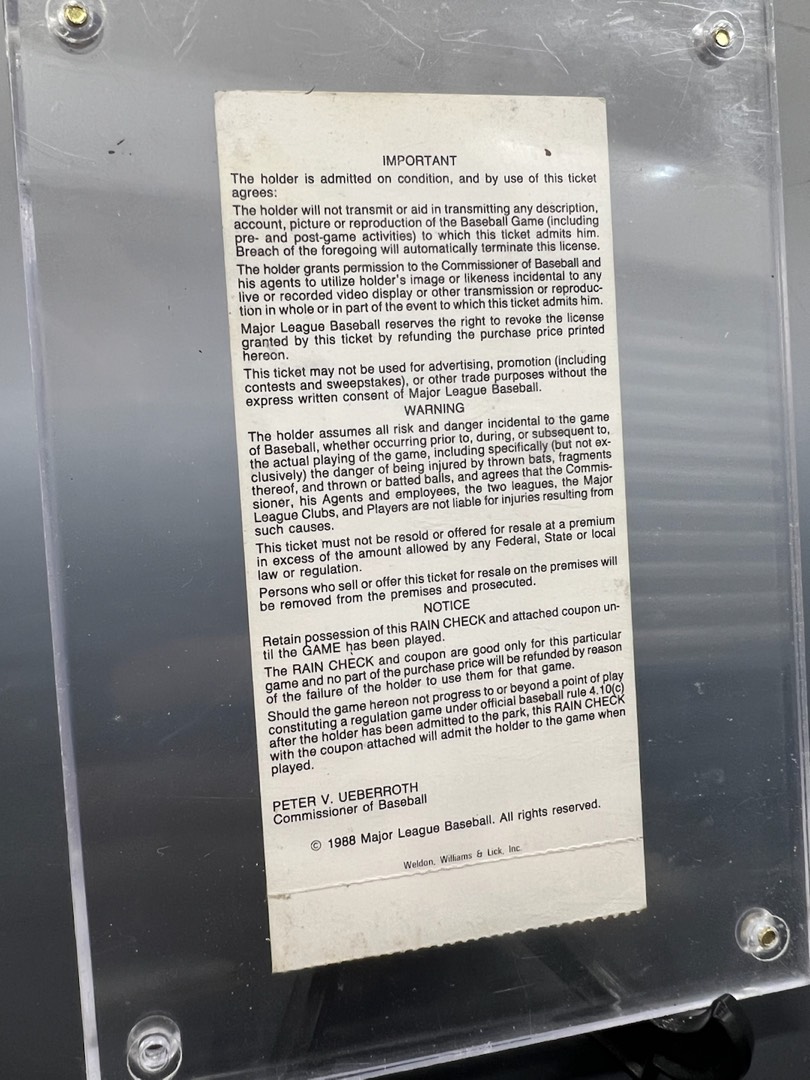 IMPORTANT
The holder is admitted on condition, and by use of this ticket
agrees:
The holder will not transmit or aid in transmitting any description,
account, picture or reproduction of the Baseball Game (including
pre- and post-game activities) to which this ticket admits him.
Breach of the foregoing will automatically terminate this license.
The holder grants permission to the Commissioner of Baseball and
his agents to utilize holder's image or likeness incidental to any
live or recorded video display or other transmission or reproduc-
tion in whole or in part of the event to which this ticket admits him.
Major League Baseball reserves the right to revoke the license
granted by this ticket by refunding the purchase price printed
hereon.
This ticket may not be used for advertising, promotion (including
contests and sweepstakes), or other trade purposes without the
express written consent of Major League Baseball.
WARNING
The holder assumes all risk and danger incidental to the game
of Baseball, whether occurring prior to, during, or subsequent to,
the actual playing of the game, including specifically (but not ex-
clusively) the danger of being injured by thrown bats, fragments
thereof, and thrown or batted balls, and agrees that the Commis-
sioner, his Agents and employees, the two leagues, the Major
League Clubs, and Players are not liable for injuries resulting from
such causes.
This ticket must not be resold or offered for resale at a premium
in excess of the amount allowed by any Federal, State or local
law or regulation.
Persons who sell or offer this ticket for resale on the premises will
be removed from the premises and prosecuted.
NOTICE
Retain possession of this RAIN CHECK and attached coupon un-
til the GAME has been played.
The RAIN CHECK and coupon are good only for this particular
game and no part of the purchase price will be refunded by reason
of the failure of the holder to use them for that game.
Should the game hereon not progress to or beyond a point of play
constituting a regulation game under official baseball rule 4.10(c)
after the holder has been admitted to the park, this RAIN CHECK
with the coupon attached will admit the holder to the game when
played.
PETER V. UEBERROTH
Commissioner of Baseball
© 1988 Major League Baseball. All rights reserved.
Weldon, Williams & Lick, Inc.